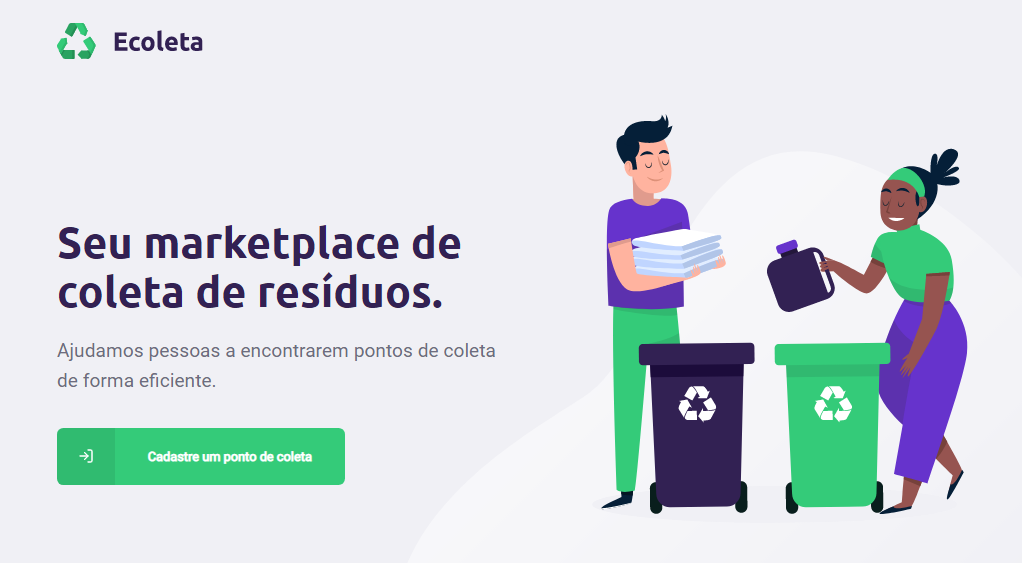 Ecoleta
Seu marketplace de
coleta de resíduos.
Ajudamos pessoas a encontrarem pontos de coleta
de forma eficiente.
Cadastre um ponto de coleta